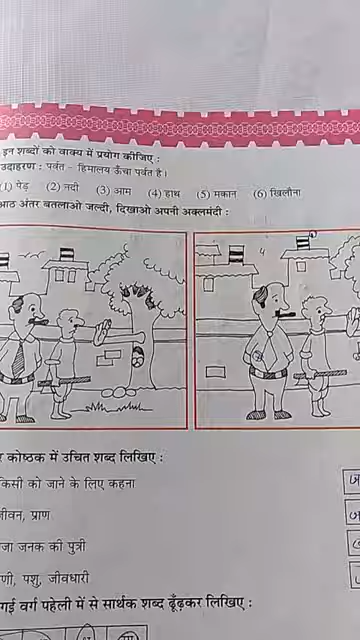 इन शब्दों को वाक्य में प्रयोग कीजिए :
उदाहरण : पर्वत - हिमालय ऊँचा पर्वत है।
(1) पेड़ (2) नदी (3) आम (4) हाथ (5) मकान (6) खिलौना
आठ अंतर बतलाओ जल्दी, दिखाओ अपनी अक्लमंदी :
कोष्ठक में उचित शब्द लिखिए :
किसी को जाने के लिए कहना
जीवन, प्राण
जनक की पुत्री
पशु, जीवधारी
गई वर्ग पहेली में से सार्थक शब्द ढूँढ़कर लिखिए :